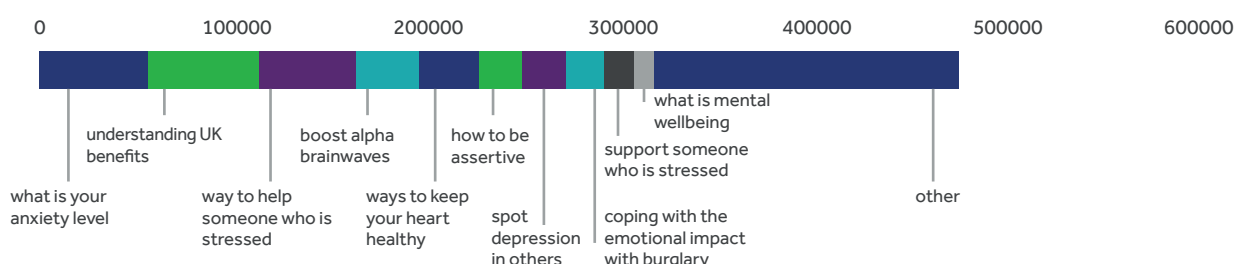 0 100000 200000 300000 400000 500000 600000
what is your
anxiety level
understanding UK
benefits
way to help
someone who is
stressed
boost alpha
brainwaves
ways to keep
your heart
healthy
how to be
assertive
spot
depression
in others
coping with the
emotional impact
with burglary
support someone
who is stressed
what is mental
wellbeing
other